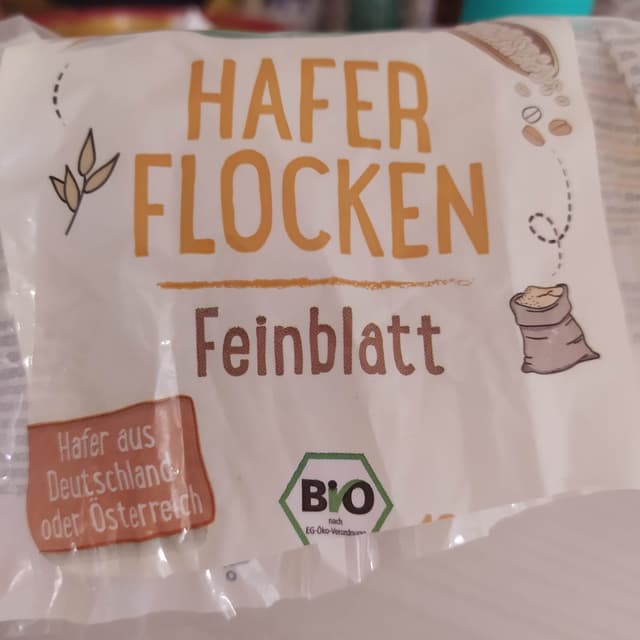 HAFER
FLOCKEN
Feinblatt
Hafer aus
Deutschland
oder Österreich
BiO
nach
EG-Öko-Verordnung